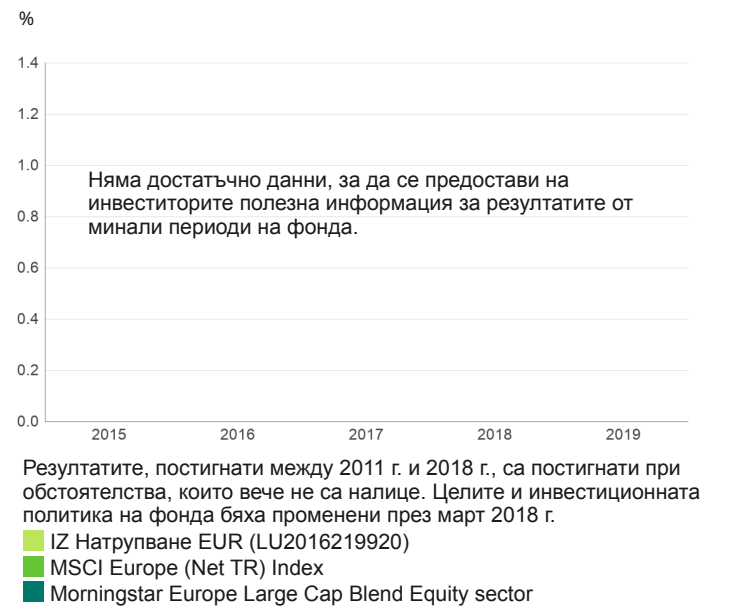 %
1.4
1.2
1.0
Няма достатъчно данни, за да се предостави на
инвеститорите полезна информация за резултатите от
0.8
минали периоди на фонда.
0.6
0.4
0.2
0.0
2015 2016 2017 2018 2019
Резултатите, постигнати между 2011 г. и 2018 г., са постигнати при
обстоятелства, които вече не са налице. Целите и инвестиционната
политика на фонда бяха променени през март 2018 г.
IZ Натрупване EUR (LU2016219920)
MSCI Europe (Net TR) Index
Morningstar Europe Large Cap Blend Equity sector